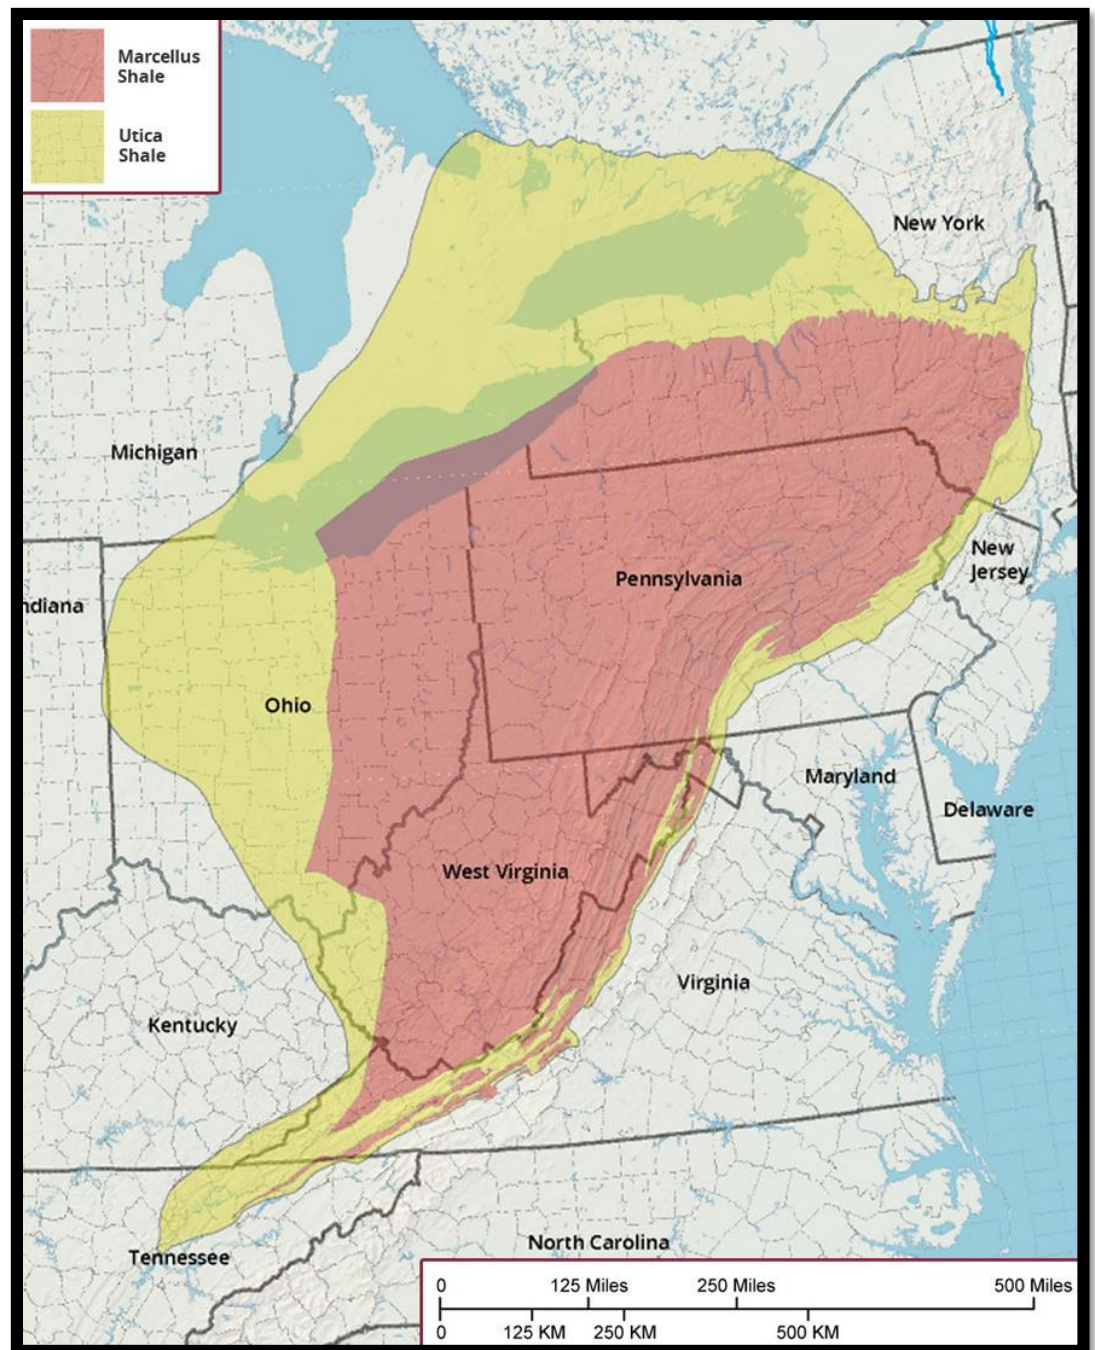 Marcellus
Shale
Utica
Shale
New York
Michigan
New
Jersey
ndiana
Pennsylvania
Ohio
Maryland
Delaware
West Virginia
Virginia
Kentucky
North Carolina
Tennessee
0 125 Miles 250 Miles 500 Miles
0 125 KM 250 KM 500 KM